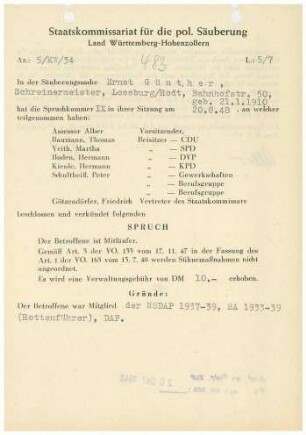 Staatskommissariat für die pol. Säuberung
Land Württemberg-Hohenzollern
Az.: 5/XII/34 483 L: 5/7
In der Säuberungssache Ernst Günther,
Schreinermeister, Lossburg/Rodt, Bahnhofstr. 50,
geb. 21.1.1910
hat die Spruchkammer IX in ihrer Sitzung am 20.8.48 , an welcher
teilgenommen haben:
Assessor Alber Vorsitzender,
Baumann, Thomas Beisitzer — CDU
Veith, Martha „ — SPD
Boden, Hermann „ — DVP
Kienle, Hermann „ — KPD
Schultheiß, Peter „ — Gewerkschaften
„ — Berufsgruppe
„ — Berufsgruppe
Friedrich Vertreter des Staatskommissars
beschlossen und verkündet folgenden
SPRUCH
Der Betroffene ist Mitläufer.
Gemäß Art. 3 der VO. 133 vom 17. 11. 47 in der Fassung des
Art. 1 der VO. 165 vom 13. 7. 48 werden Sühnemaßnahmen nicht
angeordnet.
Es wird eine Verwaltungsgebühr von DM 10.— erhoben.
Gründe:
Der Betroffene war Mitglied der NSDAP 1937-39, SA 1933-39
(Rottenführer), DAF.